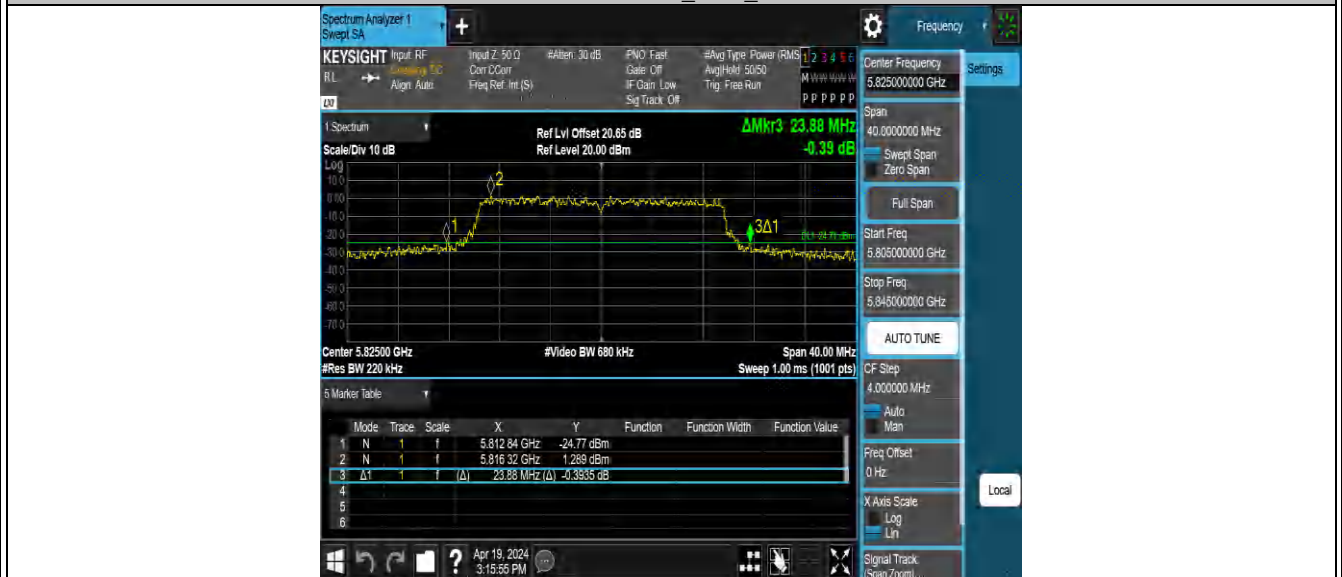 Spectrum Analyzer 1
Swept SA
+
Frequency
KEYSIGHT
RL
LXI
Input: RF
Coupling: DC
Align: Auto
Input Z: 50 Ω
Corr CCorr
Freq Ref: Int (S)
#Atten: 30 dB
PNO: Fast
Gate: Off
IF Gain: Low
Sig Track: Off
#Avg Type: Power (RMS
Avg|Hold: 50/50
Trig: Free Run
1 2 3 4 5 6
M W W W W W
P P P P P P
1 Spectrum
Scale/Div 10 dB
Ref Lvl Offset 20.65 dB
Ref Level 20.00 dBm
ΔMkr3 23.88 MHz
-0.39 dB
Log
10.0
0.00
-10.0
-20.0
-30.0
-40.0
-50.0
-60.0
-70.0
1
2
3Δ1
DL1 -24.71 dBm
Center 5.82500 GHz
#Res BW 220 kHz
#Video BW 680 kHz
Span 40.00 MHz
Sweep 1.00 ms (1001 pts)
5 Marker Table
Mode Trace Scale X Y Function Function Width Function Value
1 N 1 f 5.812 84 GHz -24.77 dBm
2 N 1 f 5.816 32 GHz 1.289 dBm
3 Δ1 1 f (Δ) 23.88 MHz (Δ) -0.3935 dB
4
5
6
?
Apr 19, 2024
3:15:55 PM
Center Frequency
5.825000000 GHz
Settings
Span
40.0000000 MHz
Swept Span
Zero Span
Full Span
Start Freq
5.805000000 GHz
Stop Freq
5.845000000 GHz
AUTO TUNE
CF Step
4.000000 MHz
Auto
Man
Freq Offset
0 Hz
X Axis Scale
Log
Lin
Local
Signal Track
(Span Zoom)